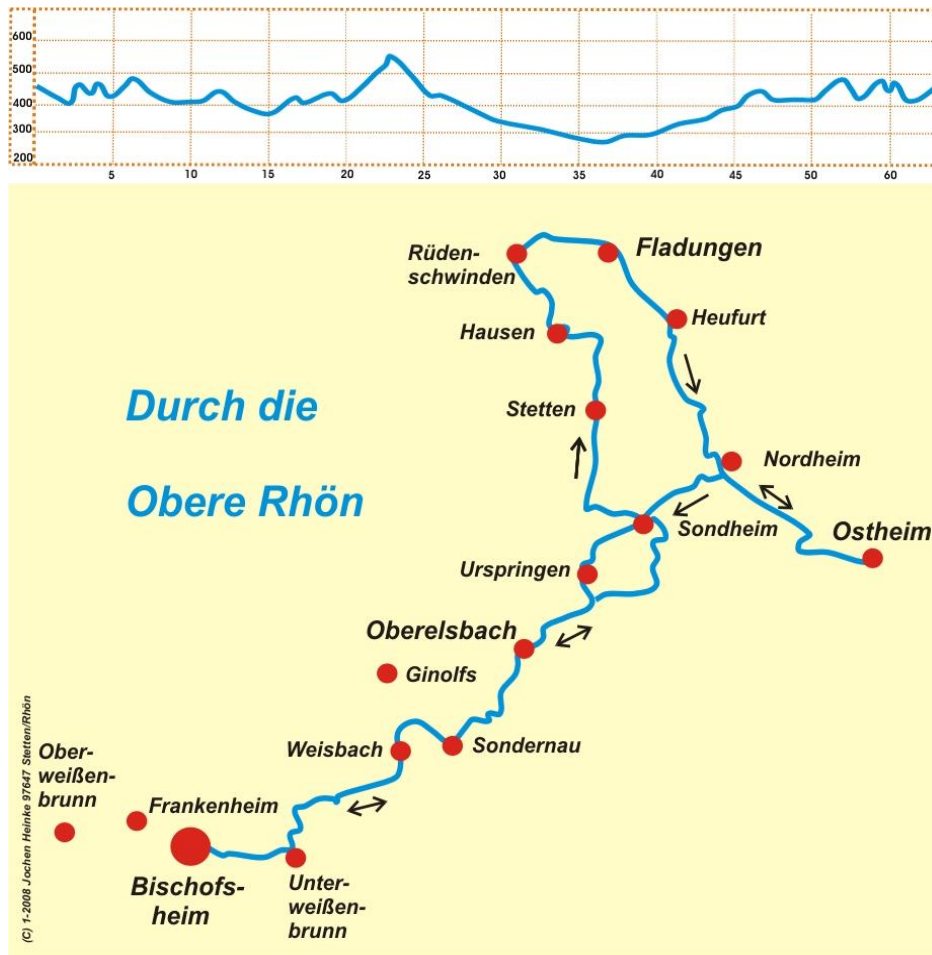 600
500
400
300
200
5 10 15 20 25 30 35 40 45 50 55 60
Rüden-
schwinden
Fladungen
Hausen
Heufurt
Durch die
Stetten
Nordheim
Obere Rhön
Sondheim
Ostheim
Urspringen
Oberelsbach
Ginolfs
Weisbach
Sondernau
Ober-
weißen-
brunn
Frankenheim
Bischofs-
heim
Unter-
weißen-
brunn
(C) 1-2008 Jochen Heinke 97647 Stetten/Rhön